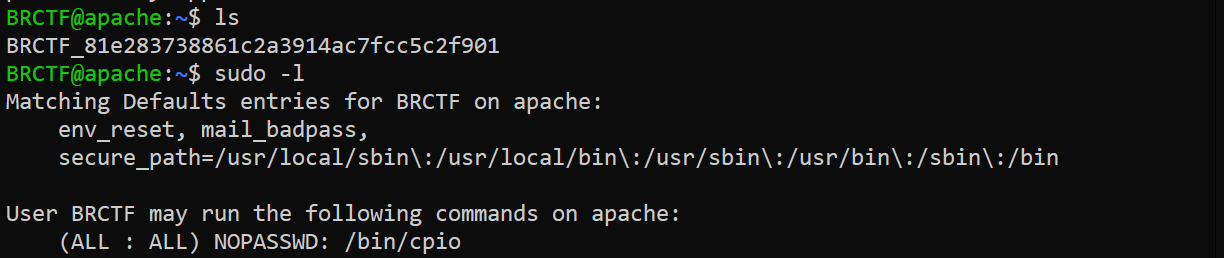 BRCTF@apache:~$ ls
BRCTF_81e283738861c2a3914ac7fcc5c2f901
BRCTF@apache:~$ sudo -l
Matching Defaults entries for BRCTF on apache:
env_reset, mail_badpass,
secure_path=/usr/local/sbin\:/usr/local/bin\:/usr/sbin\:/usr/bin\:/sbin\:/bin
User BRCTF may run the following commands on apache:
(ALL : ALL) NOPASSWD: /bin/cpio